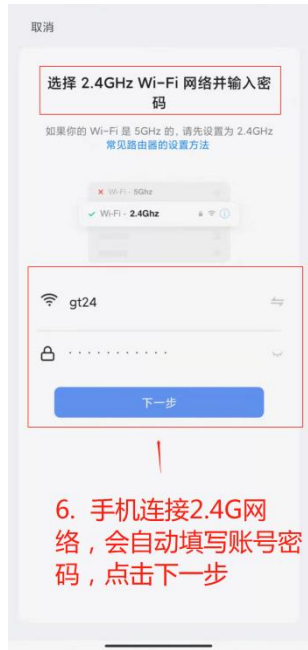 取消
选择 2.4GHz Wi-Fi 网络并输入密
码
如果你的 Wi-Fi 是 5GHz 的, 请先设置为 2.4GHz
常见路由器的设置方法
Wi-Fi - 5Ghz
Wi-Fi - 2.4Ghz
gt24
下一步
6. 手机连接2.4G网
络，会自动填写账号密
码，点击下一步